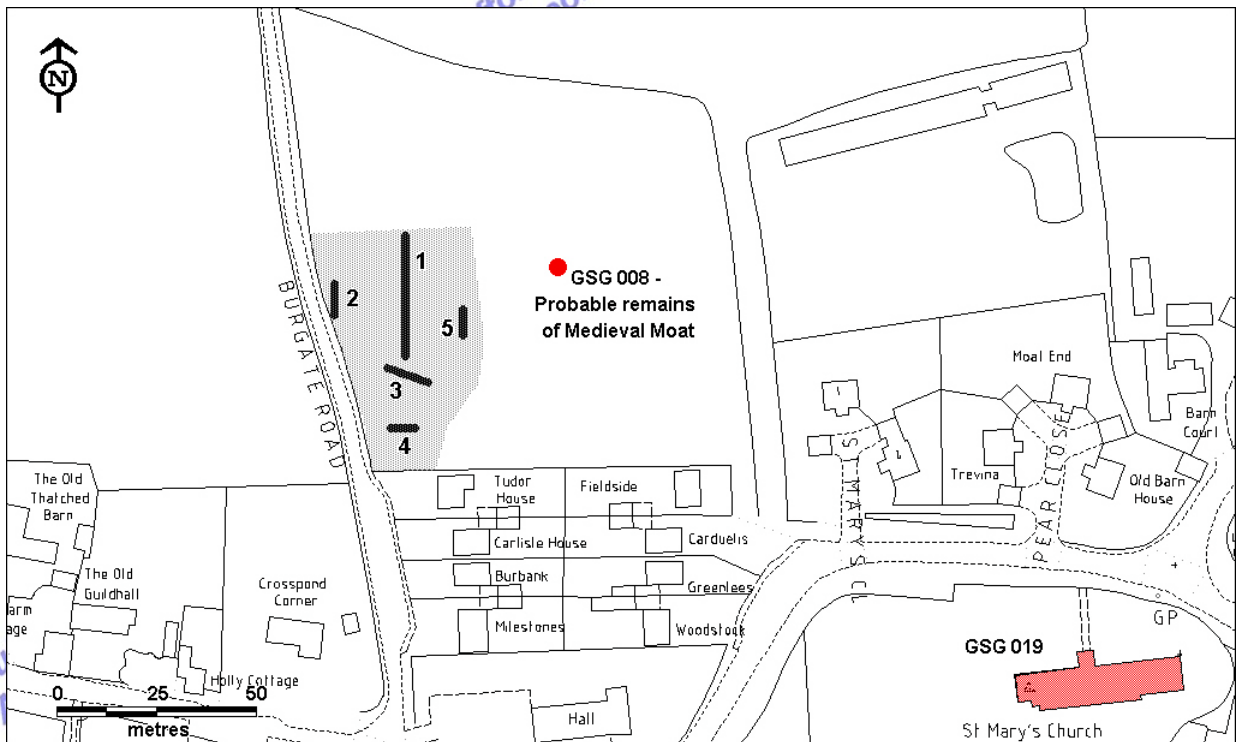 N
1
2
5
3
4
GSG 008 -
Probable remains
of Medieval Moat
BURGATE ROAD
Moal End
Barn
Court
Trevina
Old Barn
House
ST MARYS CL
PEAR CLOSE
The Old
Thatched
Barn
Tudor
House
Fieldside
Carlisle House
Carduelis
The Old
Guildhall
Crosspond
Corner
Burbank
Greenlees
Milestones
Woodstock
GP
GSG 019
Holly Cottage
0 25 50
metres
Hall
St Mary's Church